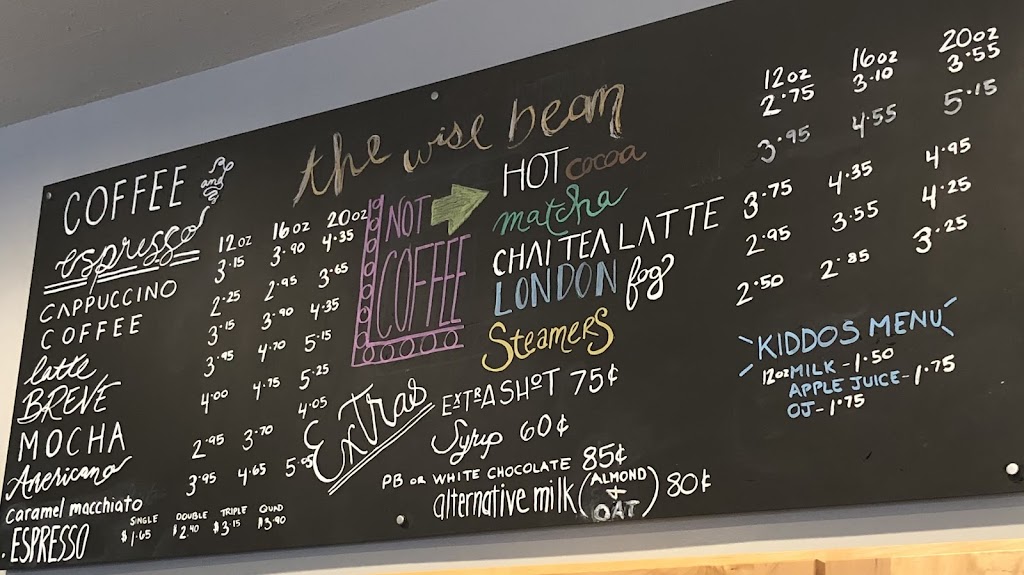 the wise bean
COFFEE and
espresso
12oz 16oz 20oz
CAPPUCCINO 3.15 3.90 4.35
COFFEE 2.25 2.95 3.65
latte 3.15 3.90 4.35
BREVE 3.95 4.70 5.15
MOCHA 4.00 4.75 5.25
Americano 2.95 3.70 4.05
Caramel macchiato 3.95 4.65
SINGLE DOUBLE TRIPLE QUAD
ESPRESSO $1.65 $2.40 $3.15 $3.90
NOT
COFFEE
12oz 16oz 20oz
HOT cocoa 2.75 3.10 3.55
matcha 3.95 4.55 5.15
CHAI TEA LATTE 3.75 4.35 4.95
LONDON fog 2.95 3.55 4.25
SteamerS 2.50 2.85 3.25
ExTras
ExTrA SHoT 75¢
Syrup 60¢
PB OR WHITE CHOCOLATE 85¢
alternative milk (ALMOND + OAT) 80¢
KIDDOS MENU
12oz MILK - 1.50
APPLE JUICE - 1.75
OJ - 1.75